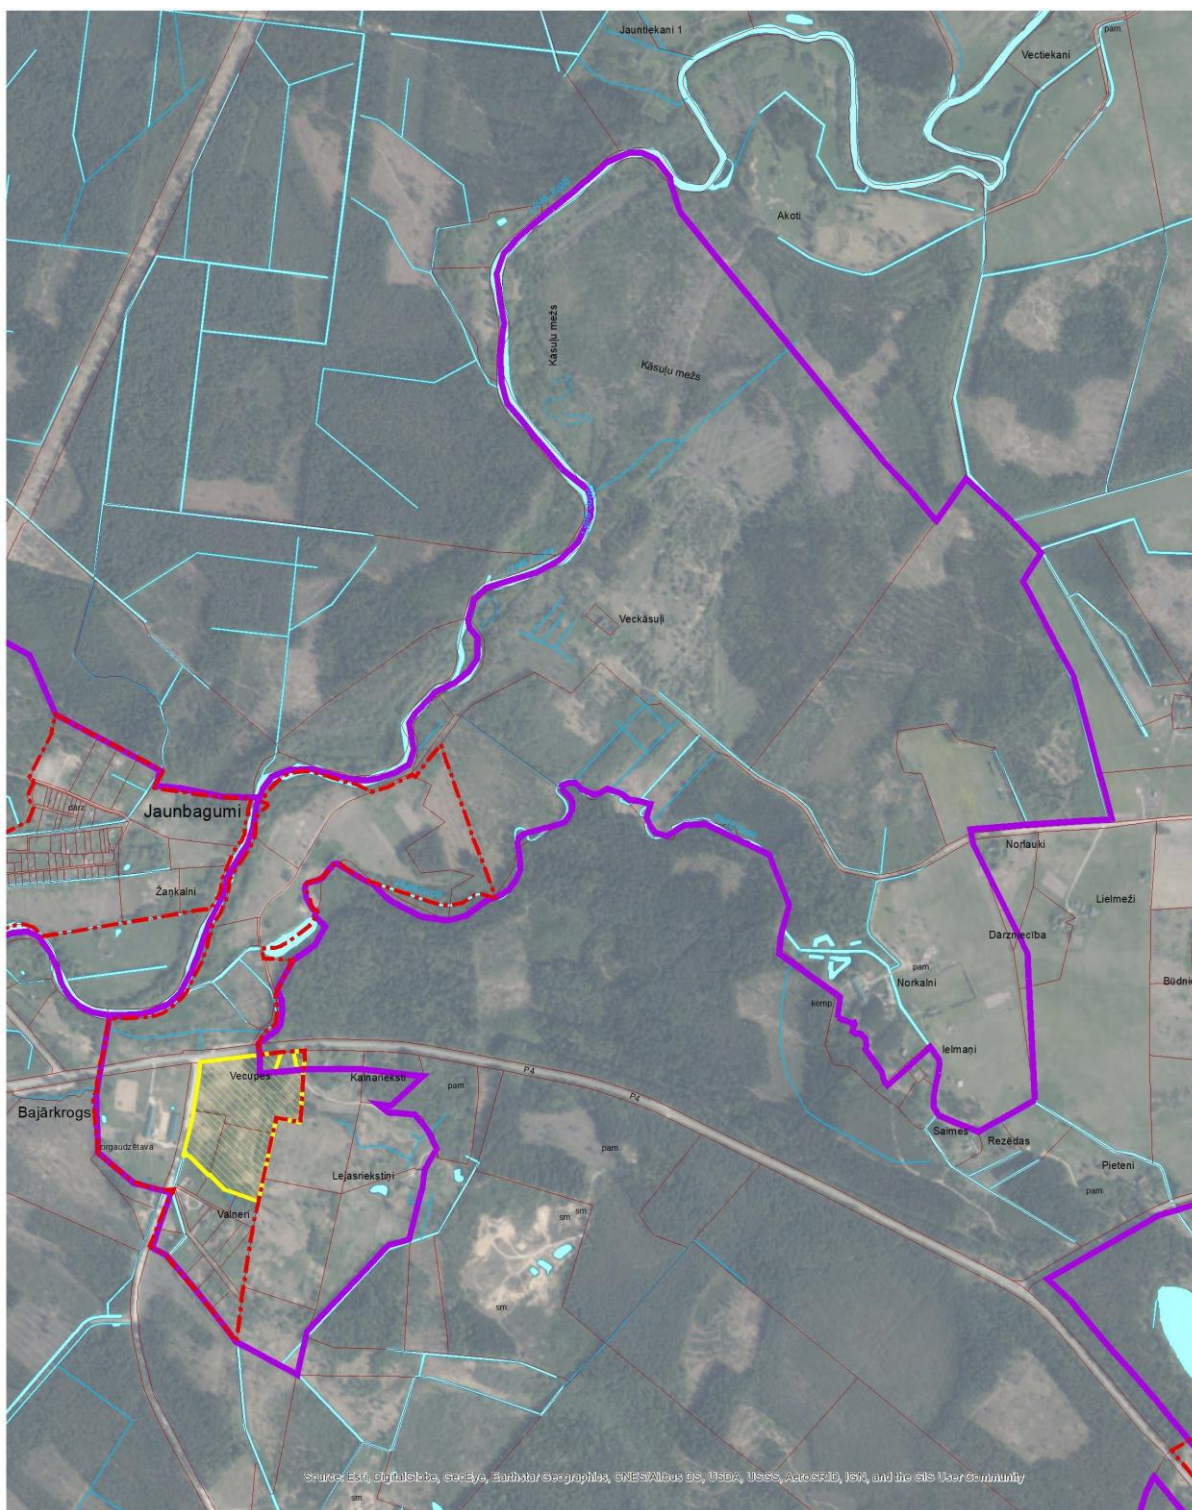 Jauntiekani 1
pam.
Vectiekani
Akoti
Kāsuļu mežs
Kāsuļu mežs
Veckāsuļi
dārz
Jaunbagumi
Žaņkalni
Norlauki
Lielmeži
Dārzniecība
pam.
Norkalni
Būdnie
kemp.
Ielmaņi
Vecupes
Kalnarieksti
pam
P4
P4
Bajārkrogs
zirgaudzētava
Saimes
Rezēdas
pam.
Pieteni
pam
Lejasriekstiņi
Valneri
sm
sm
sm
Source: Esri, DigitalGlobe, GeoEye, Earthstar Geographics, CNES/Airbus DS, USDA, USGS, AeroGRID, IGN, and the GIS User Community
sm